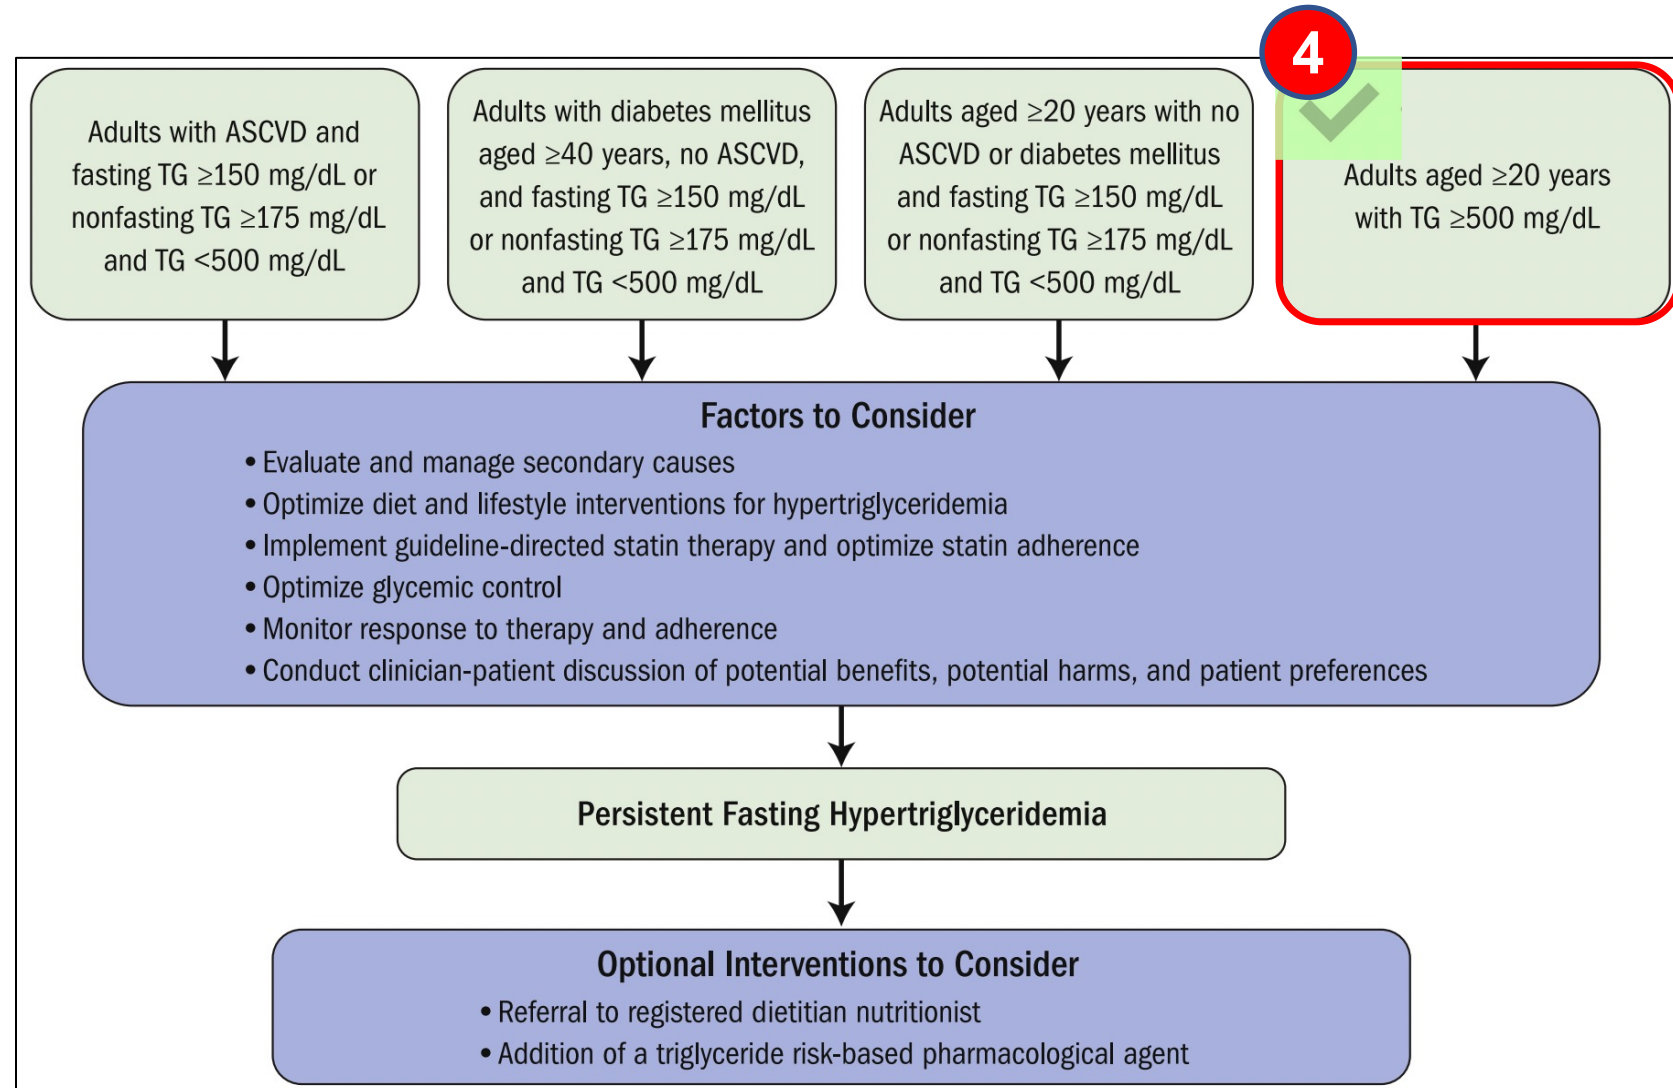 4
Adults with ASCVD and
fasting TG ≥150 mg/dL or
nonfasting TG ≥175 mg/dL
and TG <500 mg/dL
Adults with diabetes mellitus
aged ≥40 years, no ASCVD,
and fasting TG ≥150 mg/dL
or nonfasting TG ≥175 mg/dL
and TG <500 mg/dL
Adults aged ≥20 years with no
ASCVD or diabetes mellitus
and fasting TG ≥150 mg/dL
or nonfasting TG ≥175 mg/dL
and TG <500 mg/dL
Adults aged ≥20 years
with TG ≥500 mg/dL
Factors to Consider
• Evaluate and manage secondary causes
• Optimize diet and lifestyle interventions for hypertriglyceridemia
• Implement guideline-directed statin therapy and optimize statin adherence
• Optimize glycemic control
• Monitor response to therapy and adherence
• Conduct clinician-patient discussion of potential benefits, potential harms, and patient preferences
Persistent Fasting Hypertriglyceridemia
Optional Interventions to Consider
• Referral to registered dietitian nutritionist
• Addition of a triglyceride risk-based pharmacological agent